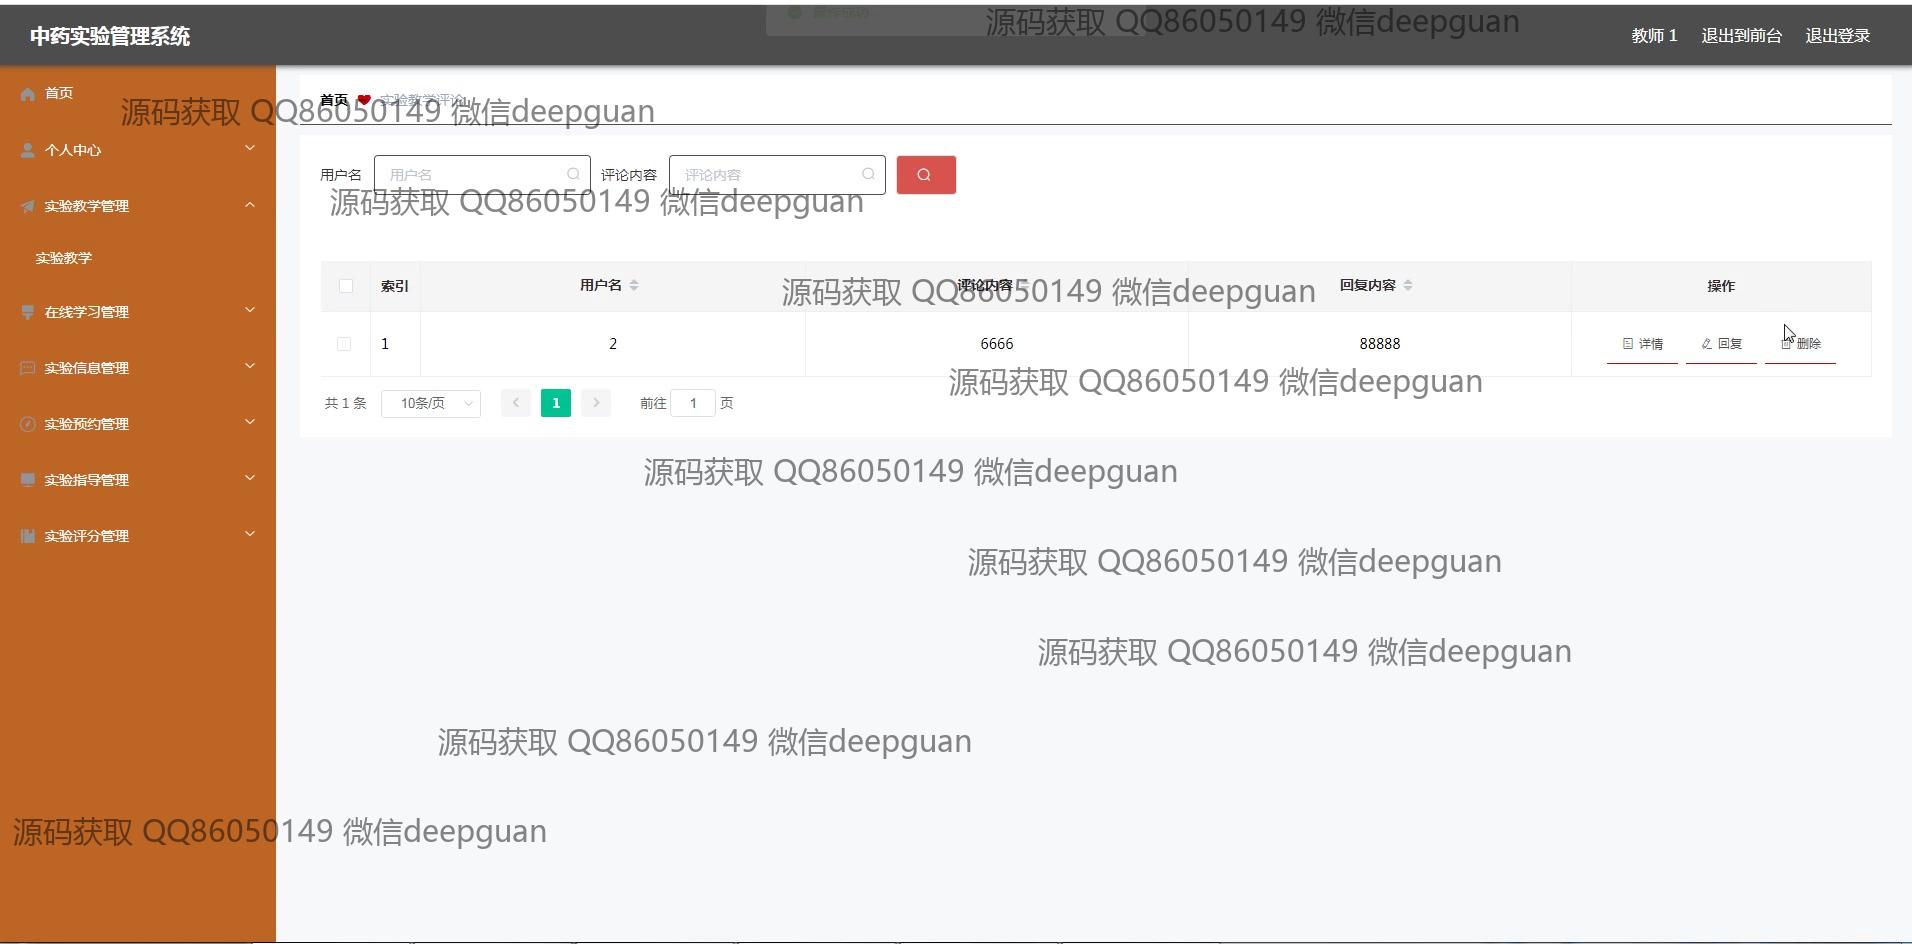 操作成功
源码获取 QQ86050149 微信deepguan
中药实验管理系统
教师 1 退出到前台 退出登录
首页
个人中心
实验教学管理
实验教学
在线学习管理
实验信息管理
实验预约管理
实验指导管理
实验评分管理
首页 实验教学评论
源码获取 QQ86050149 微信deepguan
用户名 用户名 评论内容 评论内容
源码获取 QQ86050149 微信deepguan
索引 用户名 评论内容 回复内容 操作
源码获取 QQ86050149 微信deepguan
1 2 6666 88888 详情 回复 删除
源码获取 QQ86050149 微信deepguan
共 1 条 10条/页 1 前往 1 页
源码获取 QQ86050149 微信deepguan
源码获取 QQ86050149 微信deepguan
源码获取 QQ86050149 微信deepguan
源码获取 QQ86050149 微信deepguan
源码获取 QQ86050149 微信deepguan